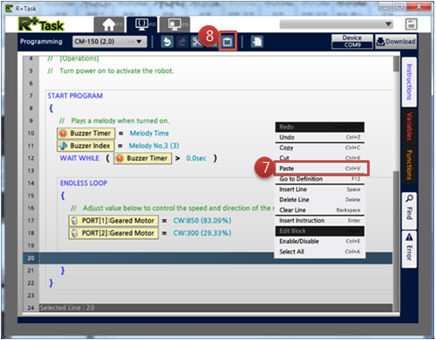 R+Task
8
Programming CM-150 (2.0) Device COM9 Download
4 // [Operations]
5 // Turn power on to activate the robot.
6
7 START PROGRAM
8 {
9 // Plays a melody when turned on.
10 Buzzer Timer = Melody Time
11 Buzzer Index = Melody No.3 (3)
12 WAIT WHILE ( Buzzer Timer > 0.0sec )
13
14 ENDLESS LOOP
15 {
16 // Adjust value below to control the speed and direction of the
17 PORT[1]:Geared Motor = CW:850 (83,09%)
18 PORT[2]:Geared Motor = CW:300 (29,33%)
19
20
21 }
22 }
23
24
Selected Line : 20
Redo
Undo Ctrl+Z
Copy Ctrl+C
Cut Ctrl+X
7
Paste Ctrl+V
Go to Definition F12
Insert Line Space
Delete Line Delete
Clear Line Backspace
Insert Instruction Enter
Edit Block
Enable/Disable Ctrl+E
Select All Ctrl+A
Instructions
Variables
Functions
Find
Error